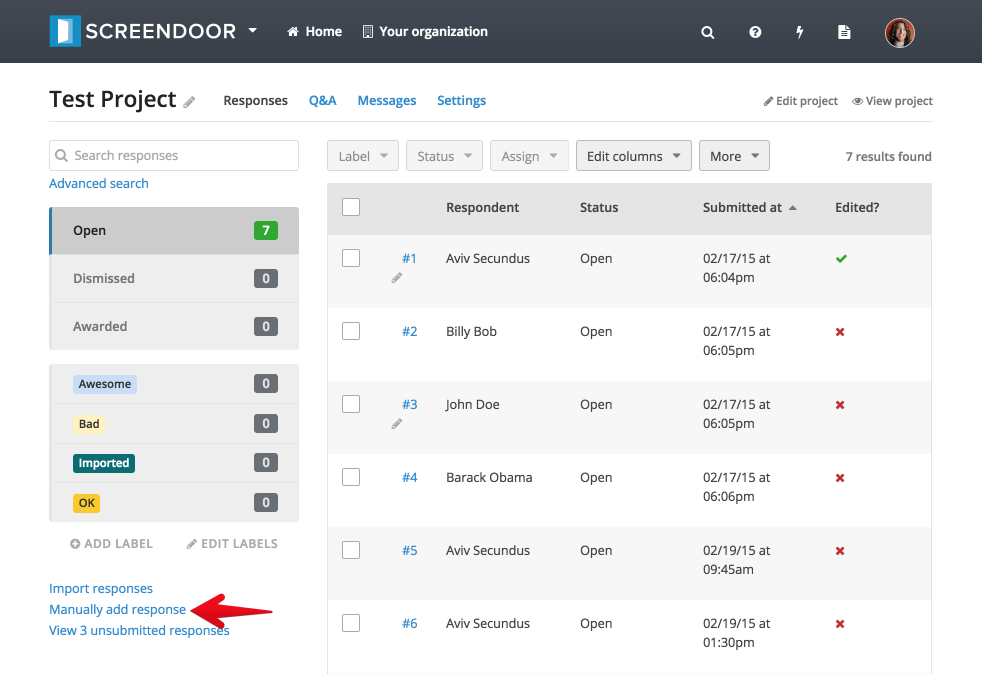 SCREENDOOR
Home
Your organization
Test Project
Responses
Q&A
Messages
Settings
Edit project
View project
Search responses
Advanced search
Open 7
Dismissed 0
Awarded 0
Awesome 0
Bad 0
Imported 0
OK 0
ADD LABEL
EDIT LABELS
Import responses
Manually add response
View 3 unsubmitted responses
Label
Status
Assign
Edit columns
More
7 results found
Respondent Status Submitted at Edited?
#1 Aviv Secundus Open 02/17/15 at
06:04pm
#2 Billy Bob Open 02/17/15 at
06:05pm
#3 John Doe Open 02/17/15 at
06:05pm
#4 Barack Obama Open 02/17/15 at
06:06pm
#5 Aviv Secundus Open 02/19/15 at
09:45am
#6 Aviv Secundus Open 02/19/15 at
01:30pm